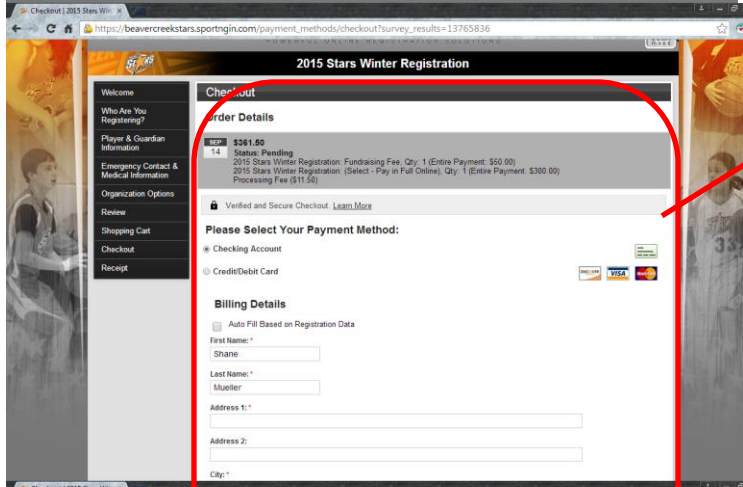 Checkout | 2015 Stars Win
https://beavercreekstars.sportngin.com/payment_methods/checkout?survey_results=13765836
POWERFUL ONLINE REGISTRATION SOLUTIONS
2015 Stars Winter Registration
Welcome
Who Are You
Registering?
Player & Guardian
Information
Emergency Contact &
Medical Information
Organization Options
Review
Shopping Cart
Checkout
Receipt
Checkout
Order Details
SEP
14
$361.50
Status: Pending
2015 Stars Winter Registration: Fundraising Fee, Qty: 1 (Entire Payment: $50.00)
2015 Stars Winter Registration: (Select - Pay in Full Online), Qty: 1 (Entire Payment: $300.00)
Processing Fee ($11.50)
Verified and Secure Checkout. Learn More
Please Select Your Payment Method:
Checking Account
Credit/Debit Card
DISCOVER
VISA
MasterCard
Billing Details
Auto Fill Based on Registration Data
First Name: *
Shane
Last Name: *
Mueller
Address 1: *
Address 2:
City: *
33